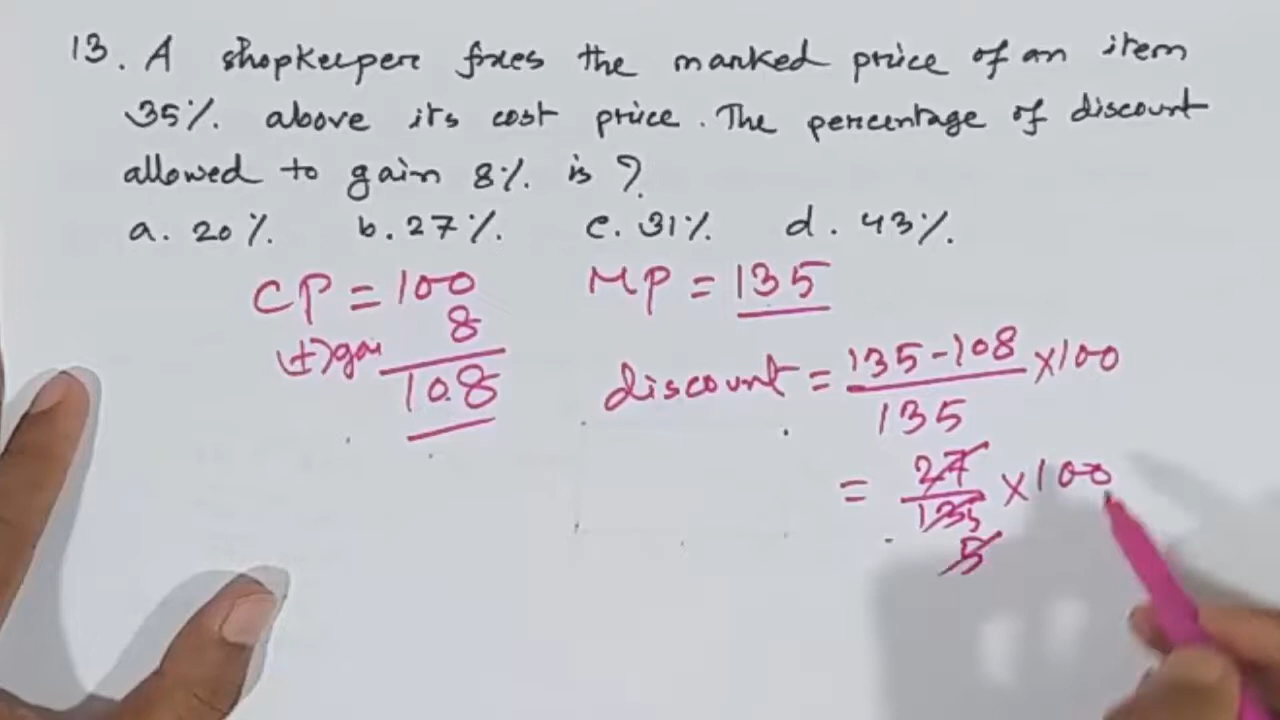 13. A shopkeeper fixes the marked price of an item
35% above its cost price. The percentage of discount
allowed to gain 8% is ?
a. 20%. b. 27%. c. 31%. d. 43%.
CP = 100 MP = 135
(+) gai 8
108
discount = 135-108 / 135 × 100
= 27 / 135 × 100
5